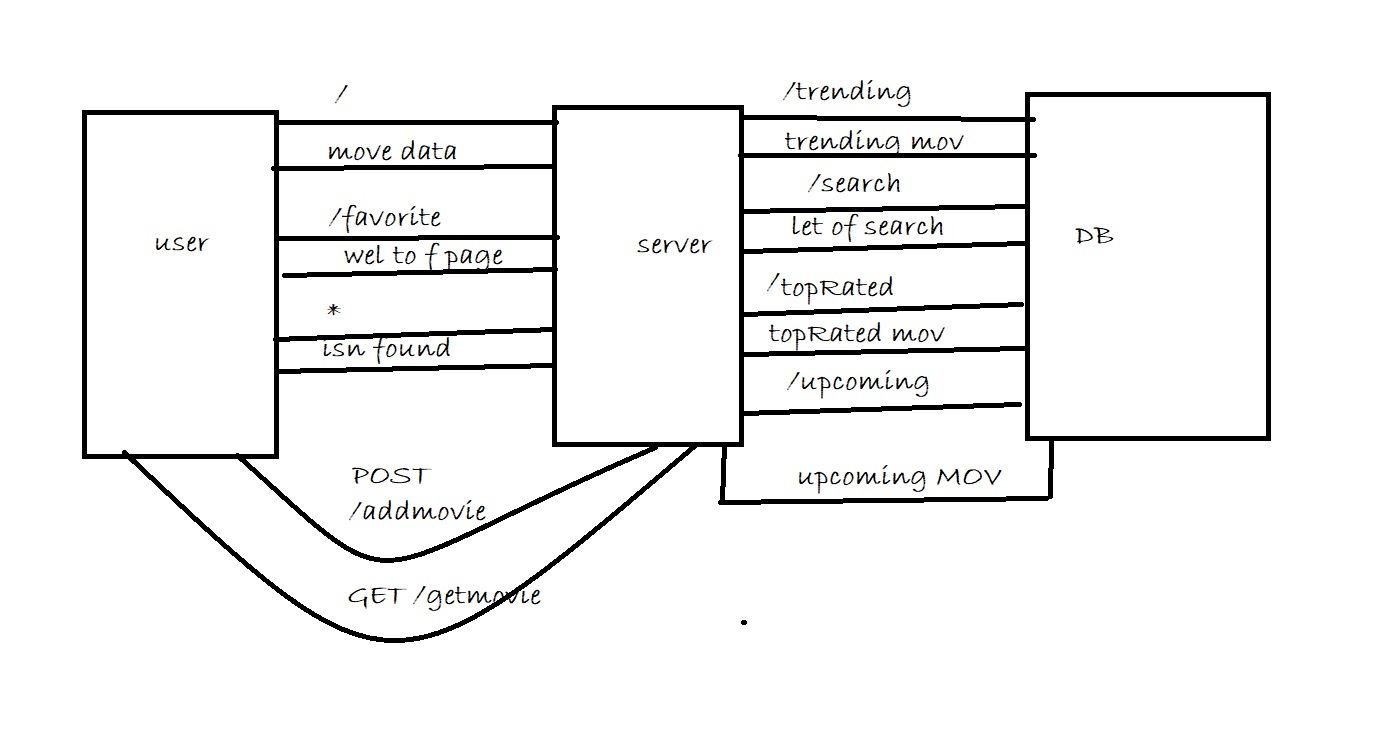 /
move data
/favorite
wel to f page
*
isn found
user
server
/trending
trending mov
/search
let of search
/topRated
topRated mov
/upcoming
upcoming MOV
DB
POST
/addmovie
GET /getmovie